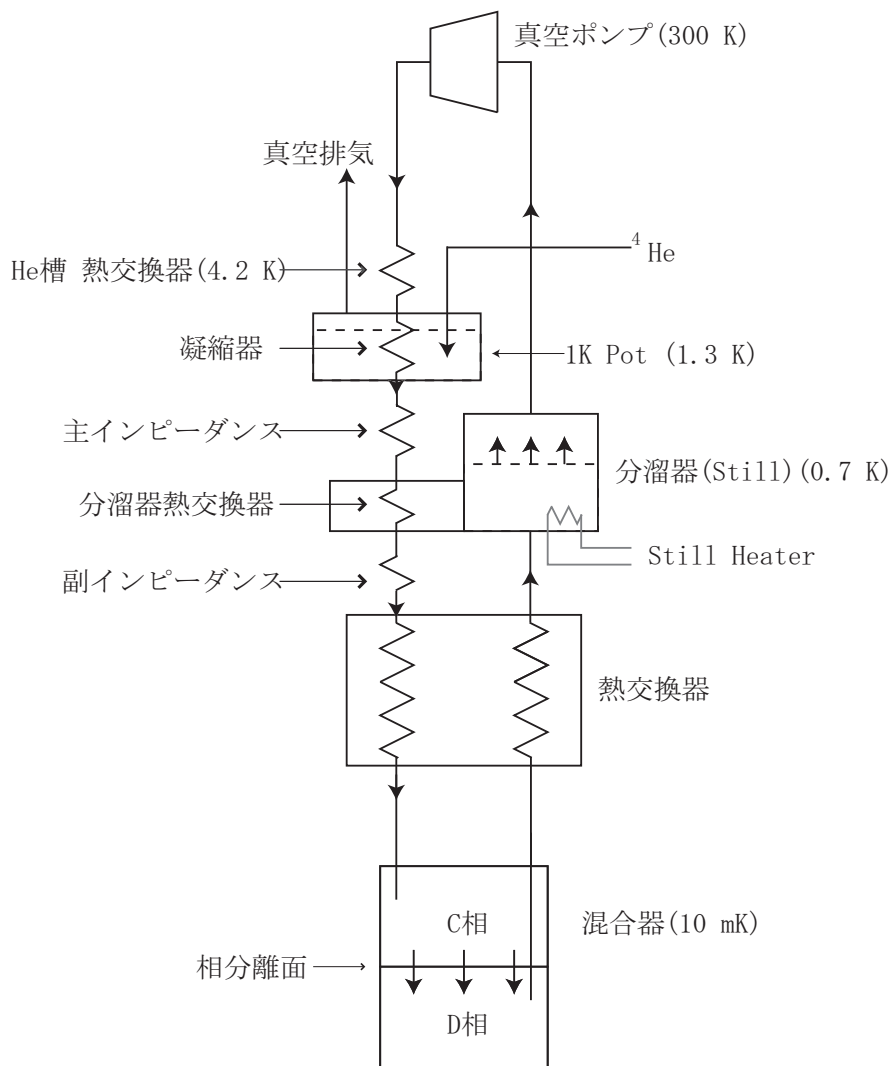 真空ポンプ(300 K)
真空排気
He槽 熱交換器(4.2 K)
4He
凝縮器
1K Pot (1.3 K)
主インピーダンス
分溜器(Still)(0.7 K)
分溜器熱交換器
Still Heater
副インピーダンス
熱交換器
C相
混合器(10 mK)
相分離面
D相